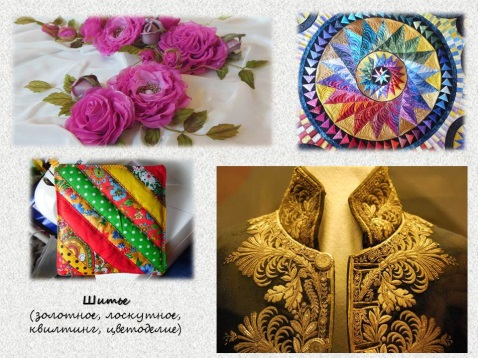 Шитье
(золотное, лоскутное,
квилтинг, цветоделие)